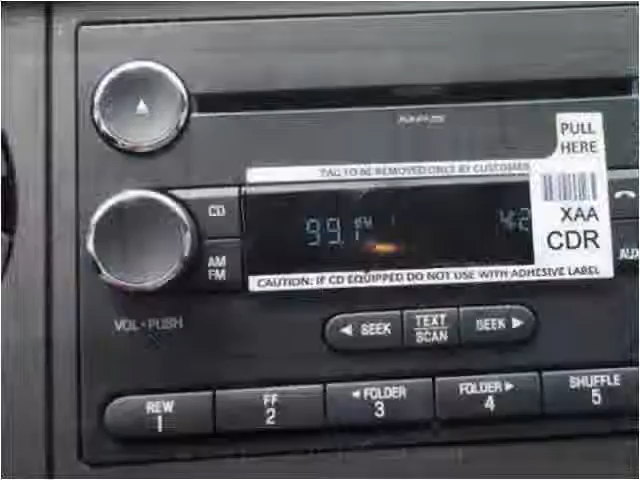 PULL
HERE
TAG TO BE REMOVED ONLY BY CUSTOMER
CD
XAA
99.1
CDR
AM
FM
AUX
CAUTION: IF CD EQUIPPED DO NOT USE WITH ADHESIVE LABEL
VOL•PUSH
◄ SEEK
TEXT
SCAN
SEEK ►
REW
1
FF
2
◄ FOLDER
3
FOLDER ►
4
SHUFFLE
5